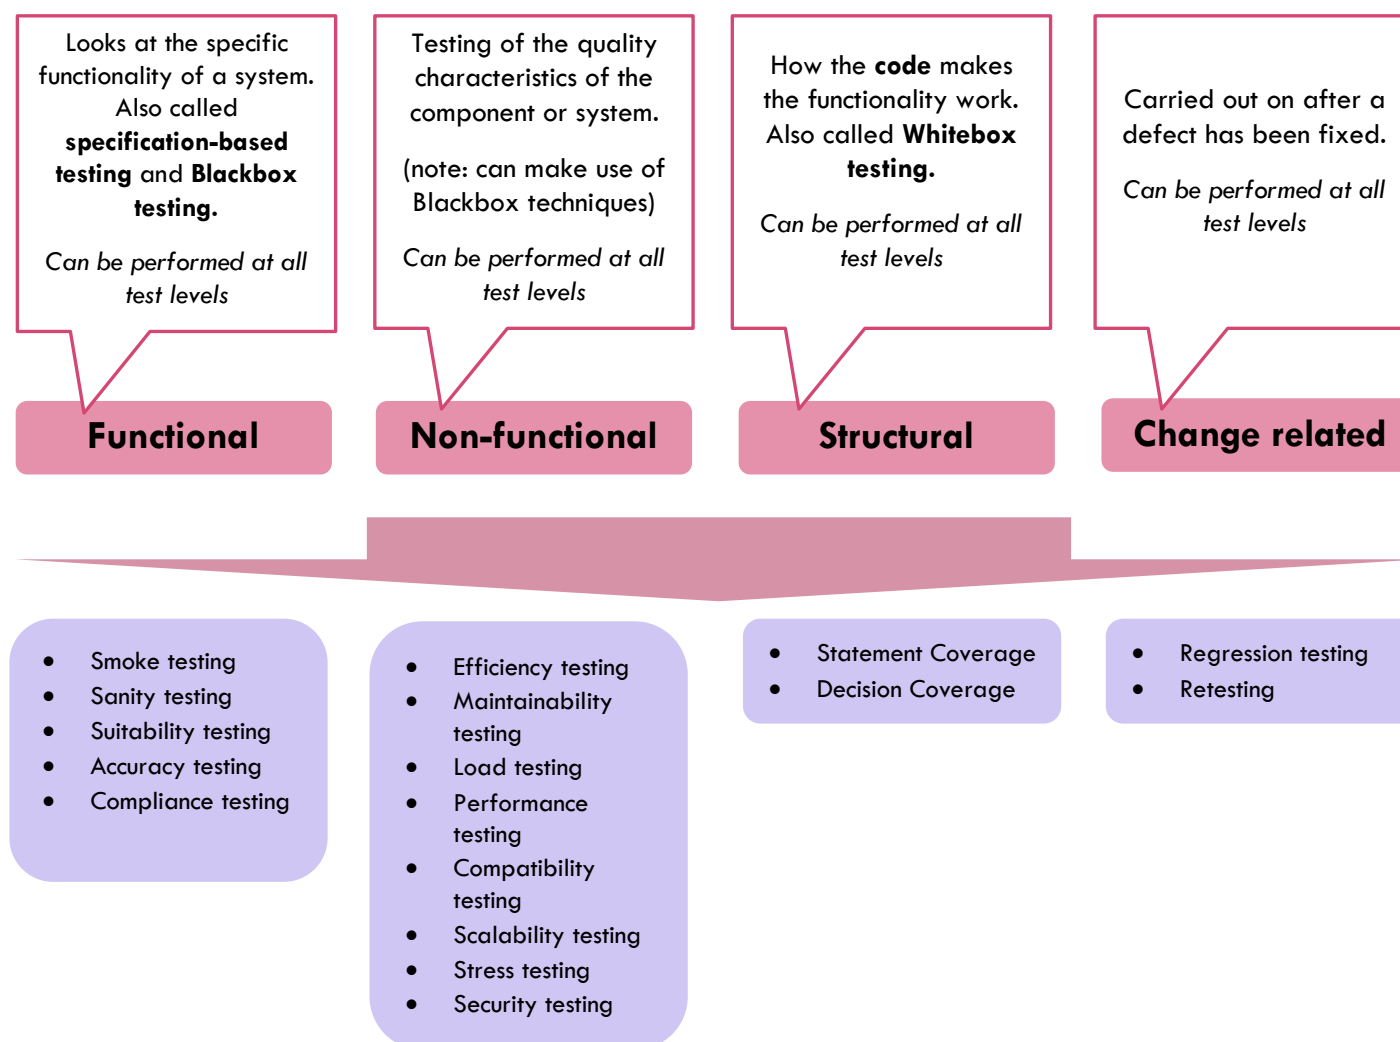 Looks at the specific
functionality of a system.
Also called
specification-based
testing and Blackbox
testing.
Can be performed at all
test levels
Testing of the quality
characteristics of the
component or system.
(note: can make use of
Blackbox techniques)
Can be performed at all
test levels
How the code makes
the functionality work.
Also called Whitebox
testing.
Can be performed at all
test levels
Carried out on after a
defect has been fixed.
Can be performed at all
test levels
Functional
Non-functional
Structural
Change related
• Smoke testing
• Sanity testing
• Suitability testing
• Accuracy testing
• Compliance testing
• Efficiency testing
• Maintainability
testing
• Load testing
• Performance
testing
• Compatibility
testing
• Scalability testing
• Stress testing
• Security testing
• Statement Coverage
• Decision Coverage
• Regression testing
• Retesting